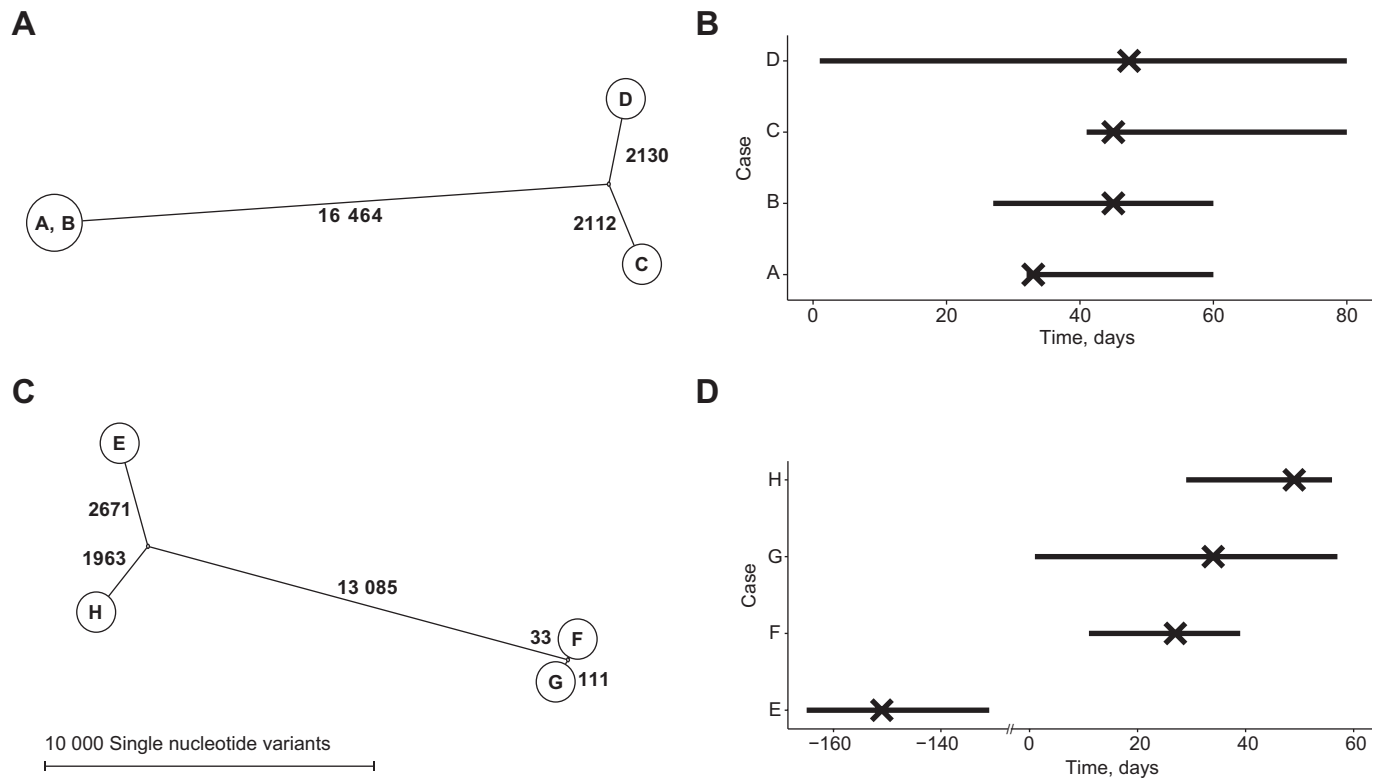 A
D
2130
A, B
16 464
2112
C
B
D
C
B
A
Case
0 20 40 60 80
Time, days
C
E
2671
1963
H
13 085
33
F
G
111
10 000 Single nucleotide variants
D
H
G
F
E
Case
−160 −140 0 20 40 60
Time, days